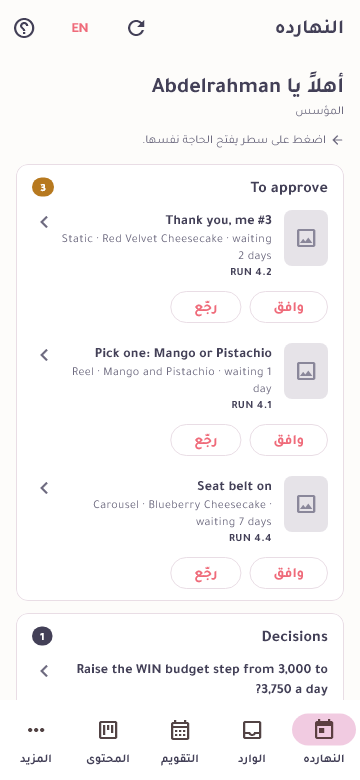 النهارده
EN
أهلاً يا Abdelrahman
المؤسس
اضغط على سطر يفتح الحاجة نفسها.
To approve
3
Thank you, me #3
Static · Red Velvet Cheesecake · waiting
2 days
RUN 4.2
وافق
رجّع
Pick one: Mango or Pistachio
Reel · Mango and Pistachio · waiting 1
day
RUN 4.1
وافق
رجّع
Seat belt on
Carousel · Blueberry Cheesecake ·
waiting 7 days
RUN 4.4
وافق
رجّع
Decisions
1
Raise the WIN budget step from 3,000 to
3,750 a day?
النهارده
الوارد
التقويم
المحتوى
المزيد